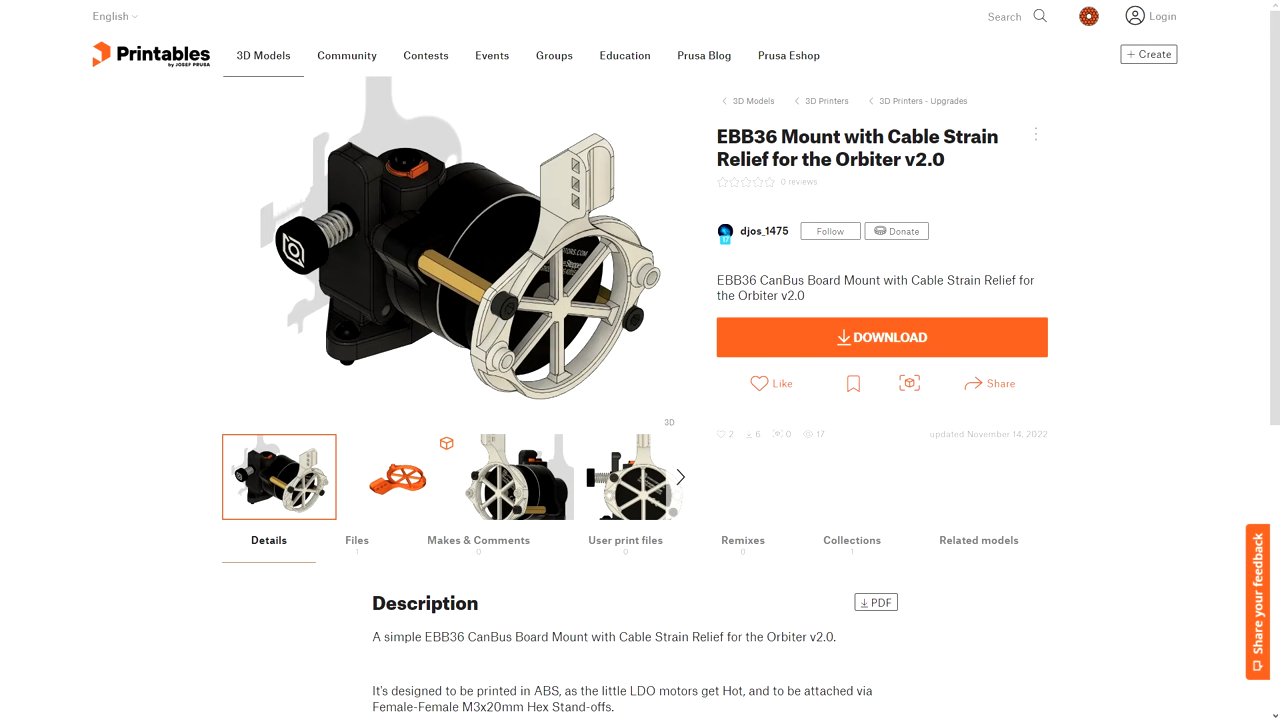 English
Search
Login
Printables
by JOSEF PRUSA
3D Models
Community
Contests
Events
Groups
Education
Prusa Blog
Prusa Eshop
+ Create
3D Models
3D Printers
3D Printers - Upgrades
EBB36 Mount with Cable Strain
Relief for the Orbiter v2.0
0 reviews
17
djos_1475
Follow
Donate
EBB36 CanBus Board Mount with Cable Strain Relief for
the Orbiter v2.0
DOWNLOAD
Like
Share
3D
2
6
0
17
updated November 14, 2022
Details
Files
1
Makes & Comments
0
User print files
0
Remixes
0
Collections
1
Related models
Description
PDF
A simple EBB36 CanBus Board Mount with Cable Strain Relief for the Orbiter v2.0.
It's designed to be printed in ABS, as the little LDO motors get Hot, and to be attached via
Female-Female M3x20mm Hex Stand-offs.
Share your feedback